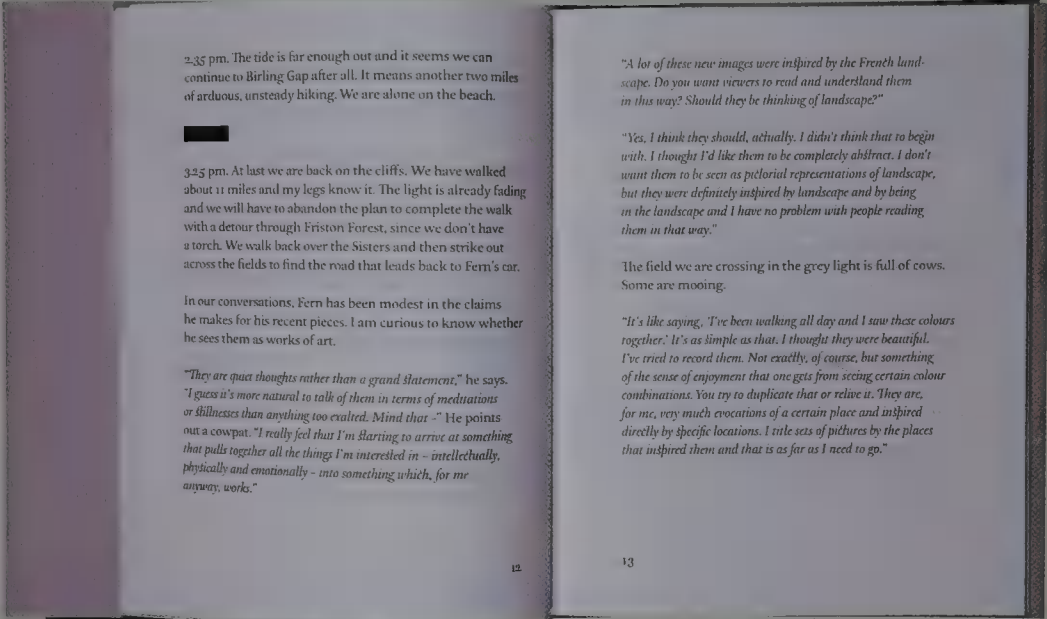 2.35 pm. The tide is far enough out and it seems we can
continue to Birling Gap after all. It means another two miles
of arduous, unsteady hiking. We are alone on the beach.
3.25 pm. At last we are back on the cliffs. We have walked
about 11 miles and my legs know it. The light is already fading
and we will have to abandon the plan to complete the walk
with a detour through Friston Forest, since we don't have
a torch. We walk back over the Sisters and then strike out
across the fields to find the road that leads back to Fern's car.
In our conversations, Fern has been modest in the claims
he makes for his recent pieces. I am curious to know whether
he sees them as works of art.
"They are quiet thoughts rather than a grand statement," he says.
"I guess it's more natural to talk of them in terms of meditations
or stillnesses than anything too exalted. Mind that -" He points
out a cowpat. "I really feel that I'm starting to arrive at something
that pulls together all the things I'm interested in – intellectually,
physically and emotionally – into something which, for me
anyway, works."
12
"A lot of these new images were inspired by the French land-
scape. Do you want viewers to read and understand them
in this way? Should they be thinking of landscape?"
"Yes, I think they should, actually. I didn't think that to begin
with. I thought I'd like them to be completely abstract. I don't
want them to be seen as pictorial representations of landscape,
but they were definitely inspired by landscape and by being
in the landscape and I have no problem with people reading
them in that way."
The field we are crossing in the grey light is full of cows.
Some are mooing.
"It's like saying, 'I've been walking all day and I saw these colours
together.' It's as simple as that. I thought they were beautiful.
I've tried to record them. Not exactly, of course, but something
of the sense of enjoyment that one gets from seeing certain colour
combinations. You try to duplicate that or relive it. They are,
for me, very much evocations of a certain place and inspired
directly by specific locations. I title sets of pictures by the places
that inspired them and that is as far as I need to go."
13